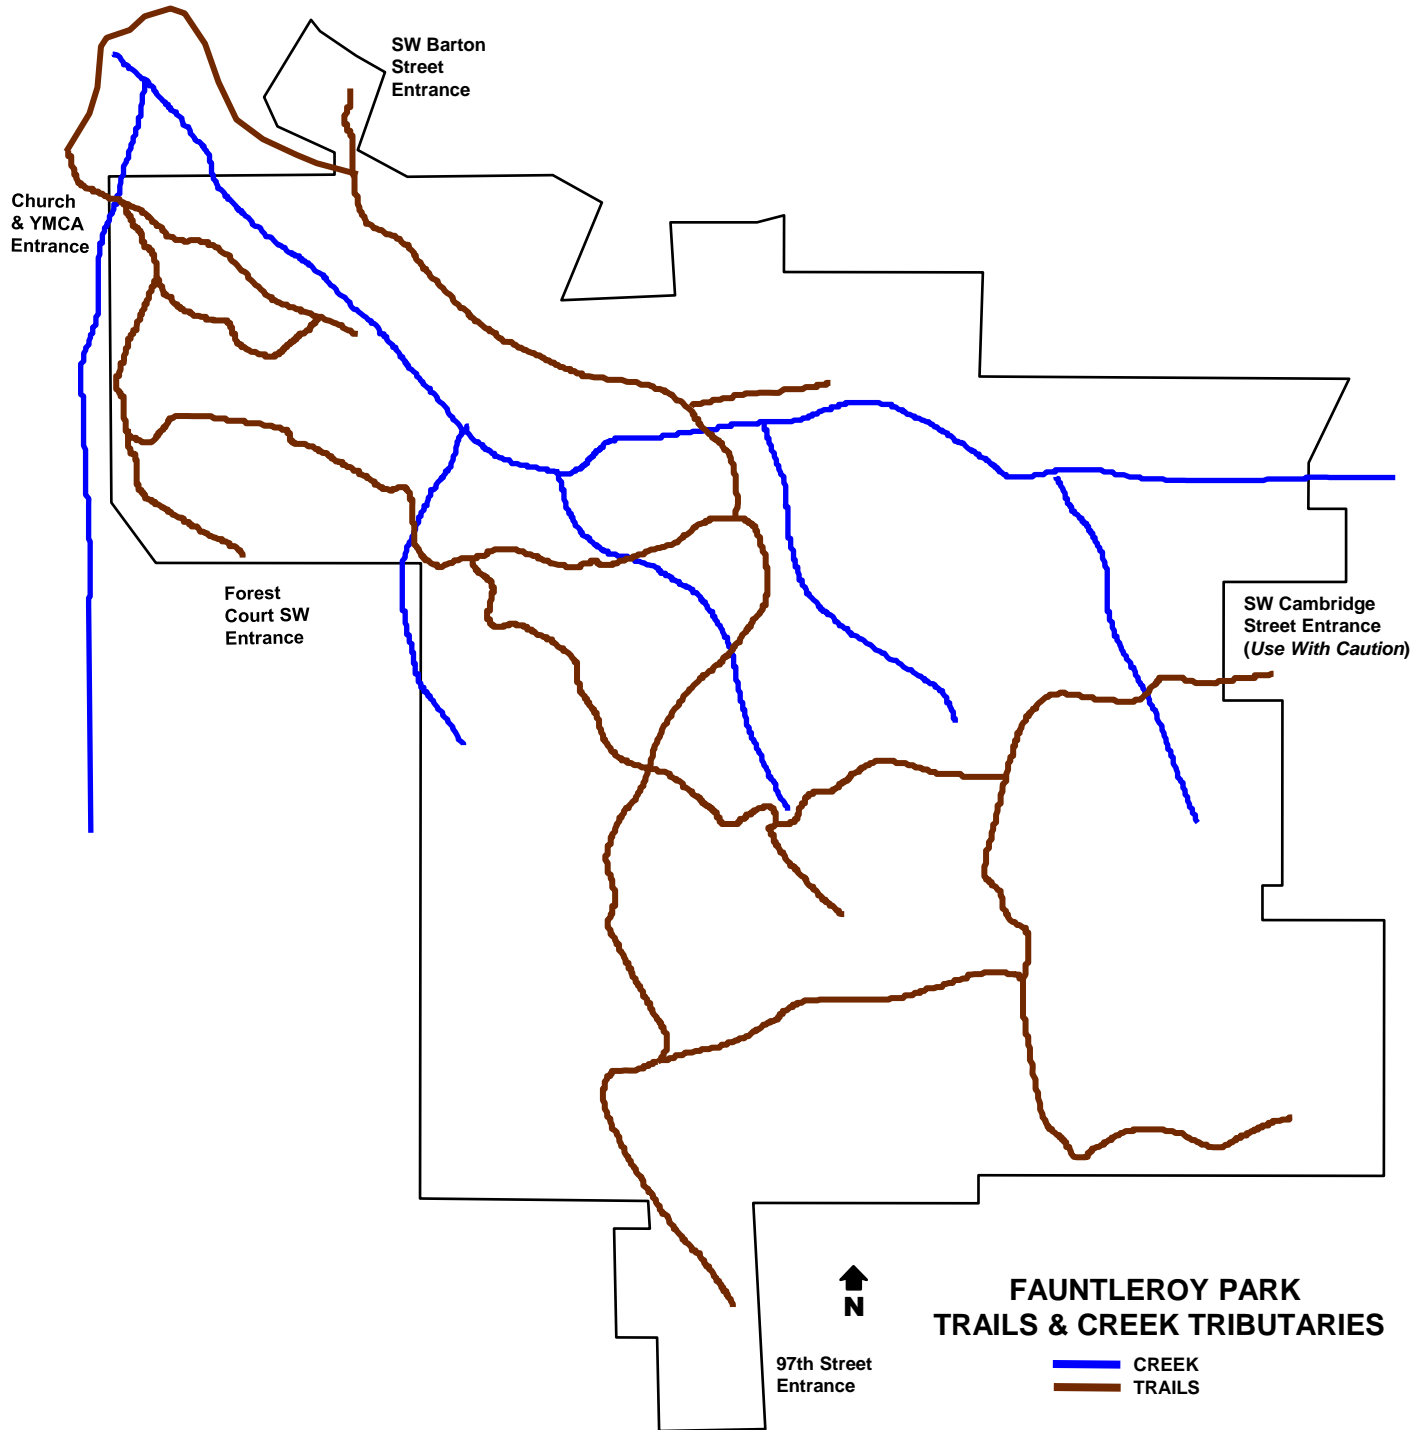 SW Barton
Street
Entrance
Church
& YMCA
Entrance
Forest
Court SW
Entrance
SW Cambridge
Street Entrance
(Use With Caution)
N
97th Street
Entrance
FAUNTLEROY PARK
TRAILS & CREEK TRIBUTARIES
CREEK
TRAILS